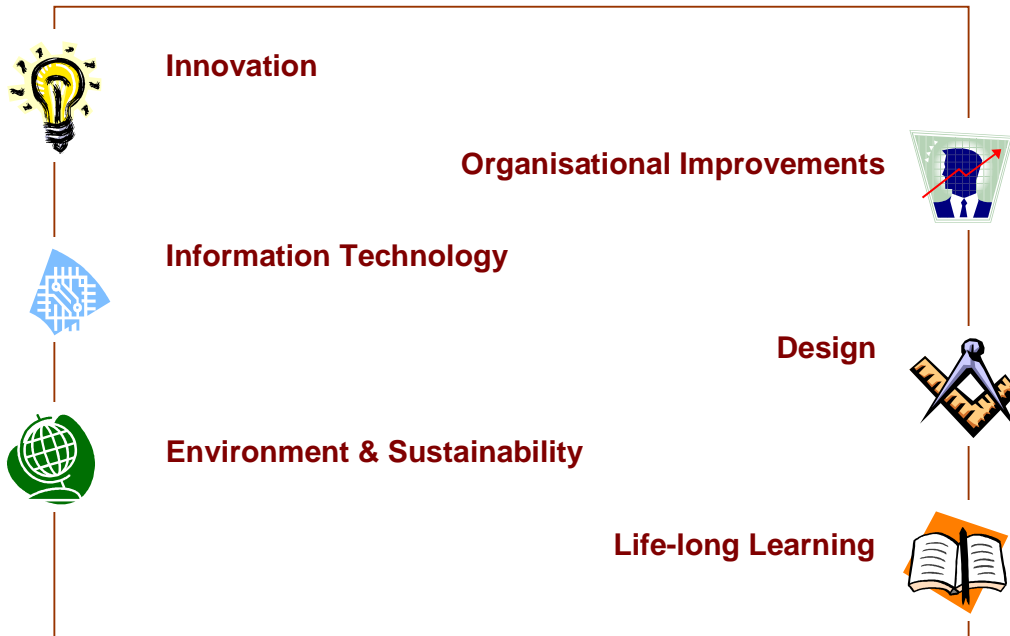 Innovation
Organisational Improvements
Information Technology
Design
Environment & Sustainability
Life-long Learning